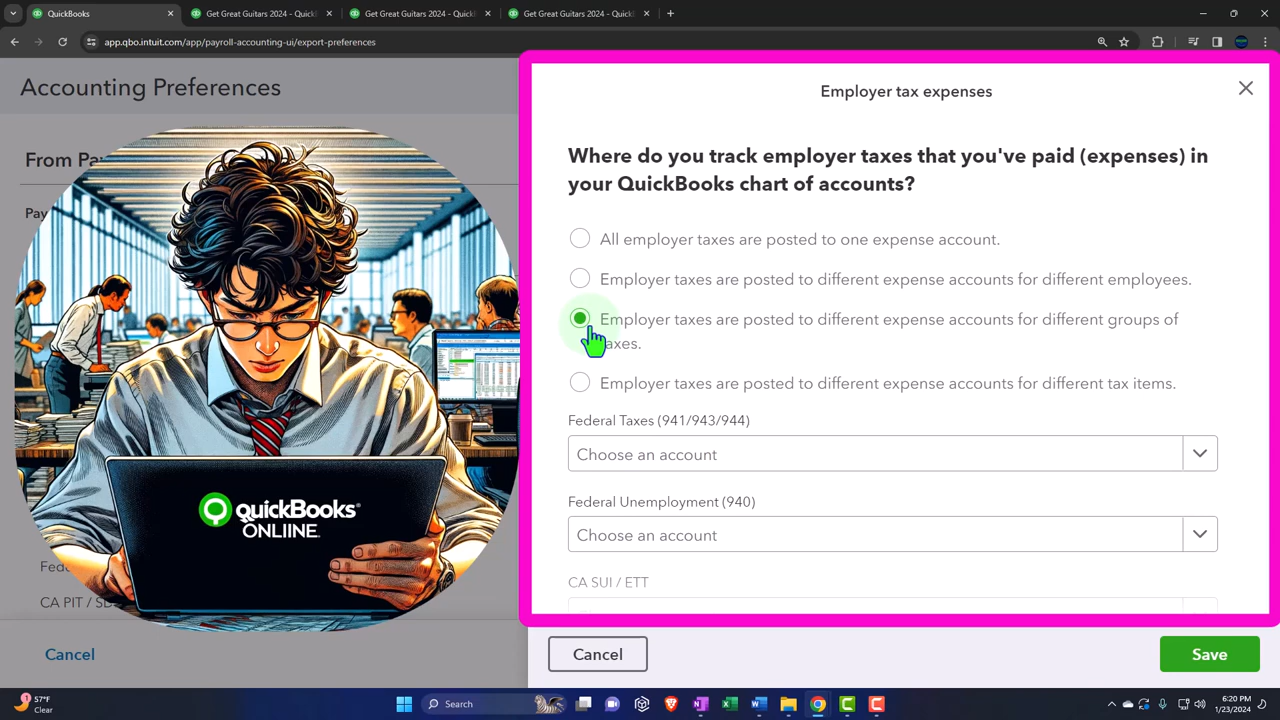 QuickBooks
Get Great Guitars 2024 - QuickB
Get Great Guitars 2024 - QuickB
Get Great Guitars 2024 - QuickB
app.qbo.intuit.com/app/payroll-accounting-ui/export-preferences
Accounting Preferences
Employer tax expenses
From Pa
Where do you track employer taxes that you've paid (expenses) in
your QuickBooks chart of accounts?
Pay
All employer taxes are posted to one expense account.
Employer taxes are posted to different expense accounts for different employees.
Employer taxes are posted to different expense accounts for different groups of
axes.
Employer taxes are posted to different expense accounts for different tax items.
Federal Taxes (941/943/944)
Choose an account
Federal Unemployment (940)
Choose an account
CA SUI / ETT
quickBooks
ONLIINE
Fede
CA PIT / SD
Cancel
Cancel
Save
57°F
Clear
Search
6:20 PM
1/23/2024